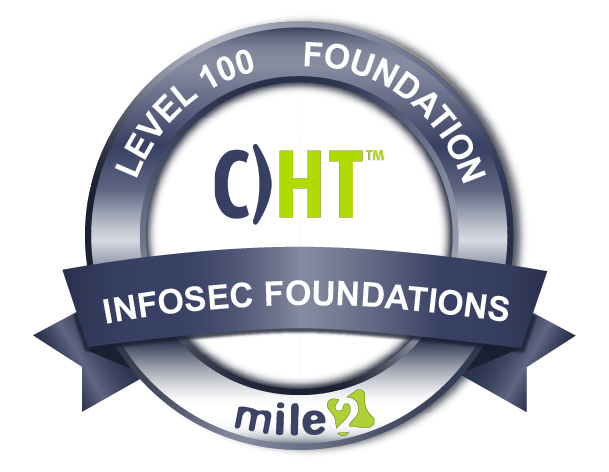 LEVEL 100 FOUNDATION
C)HT™
INFOSEC FOUNDATIONS
mile2